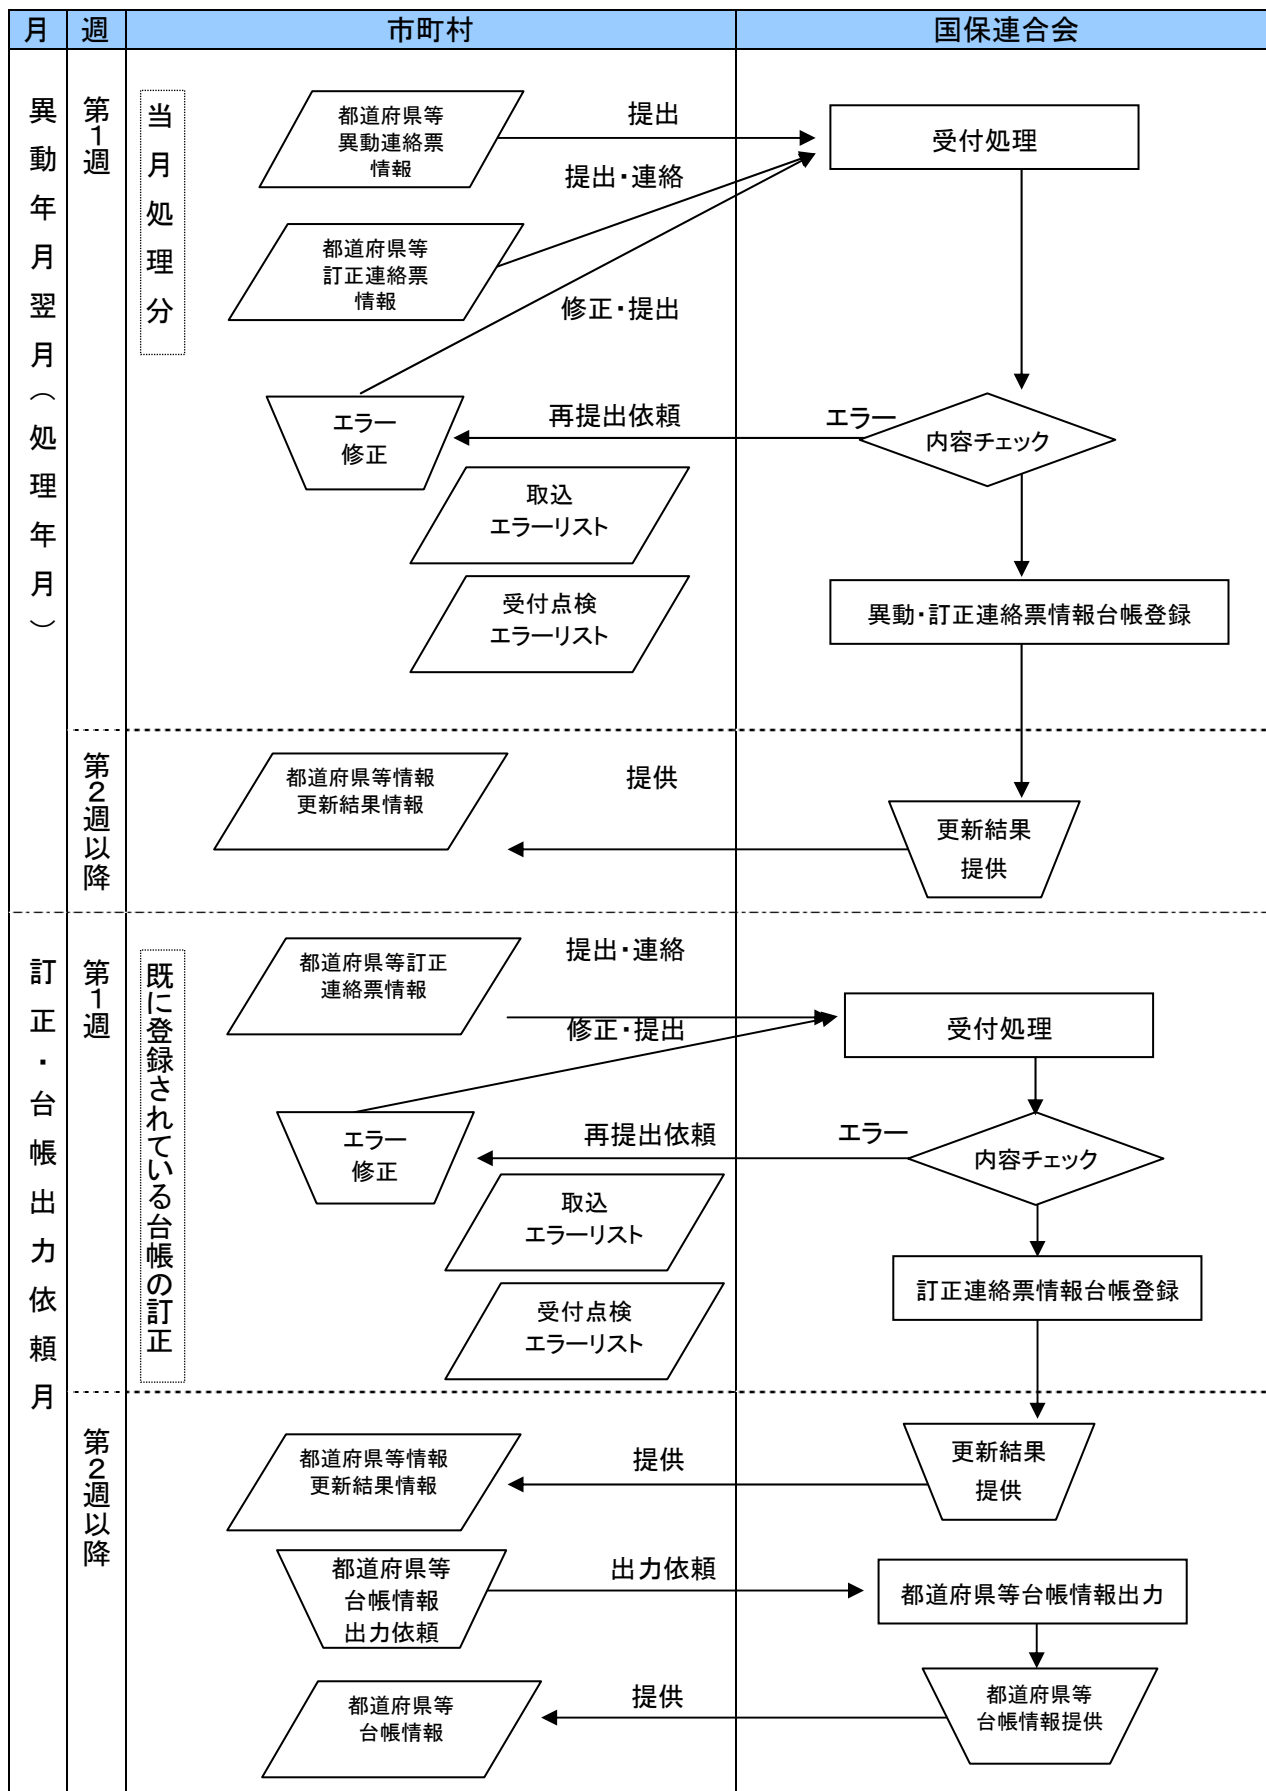 月
週
市町村
国保連合会
異動年月翌月（処理年月）
第1週
当月処理分
都道府県等
異動連絡票
情報
提出
受付処理
提出・連絡
都道府県等
訂正連絡票
情報
修正・提出
エラー
修正
再提出依頼
エラー
内容チェック
取込
エラーリスト
受付点検
エラーリスト
異動・訂正連絡票情報台帳登録
第2週以降
都道府県等情報
更新結果情報
提供
更新結果
提供
訂正・台帳出力依頼月
第1週
既に登録されている台帳の訂正
都道府県等訂正
連絡票情報
提出・連絡
修正・提出
受付処理
エラー
修正
再提出依頼
エラー
内容チェック
取込
エラーリスト
受付点検
エラーリスト
訂正連絡票情報台帳登録
第2週以降
都道府県等情報
更新結果情報
提供
更新結果
提供
都道府県等
台帳情報
出力依頼
出力依頼
都道府県等台帳情報出力
都道府県等
台帳情報
提供
都道府県等
台帳情報提供